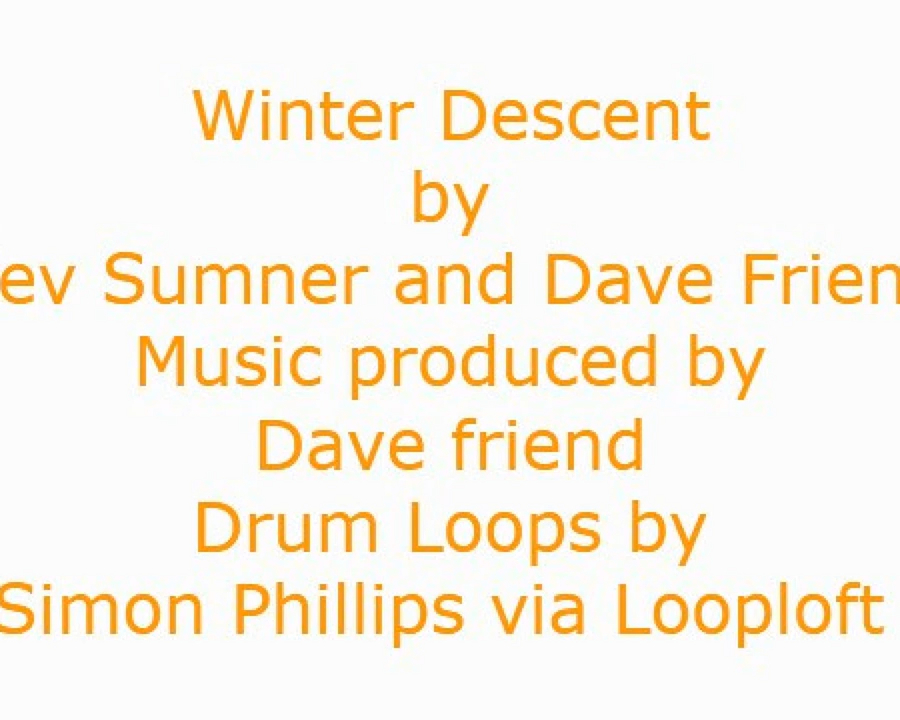 Winter Descent
by
ev Sumner and Dave Frien
Music produced by
Dave friend
Drum Loops by
Simon Phillips via Looploft